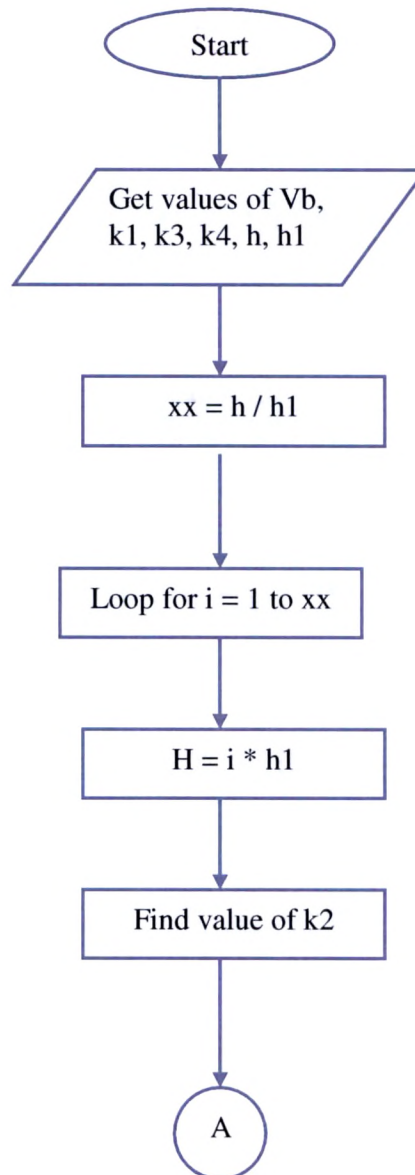 Start
Get values of Vb,
k1, k3, k4, h, h1
xx = h / h1
Loop for i = 1 to xx
H = i * h1
Find value of k2
A